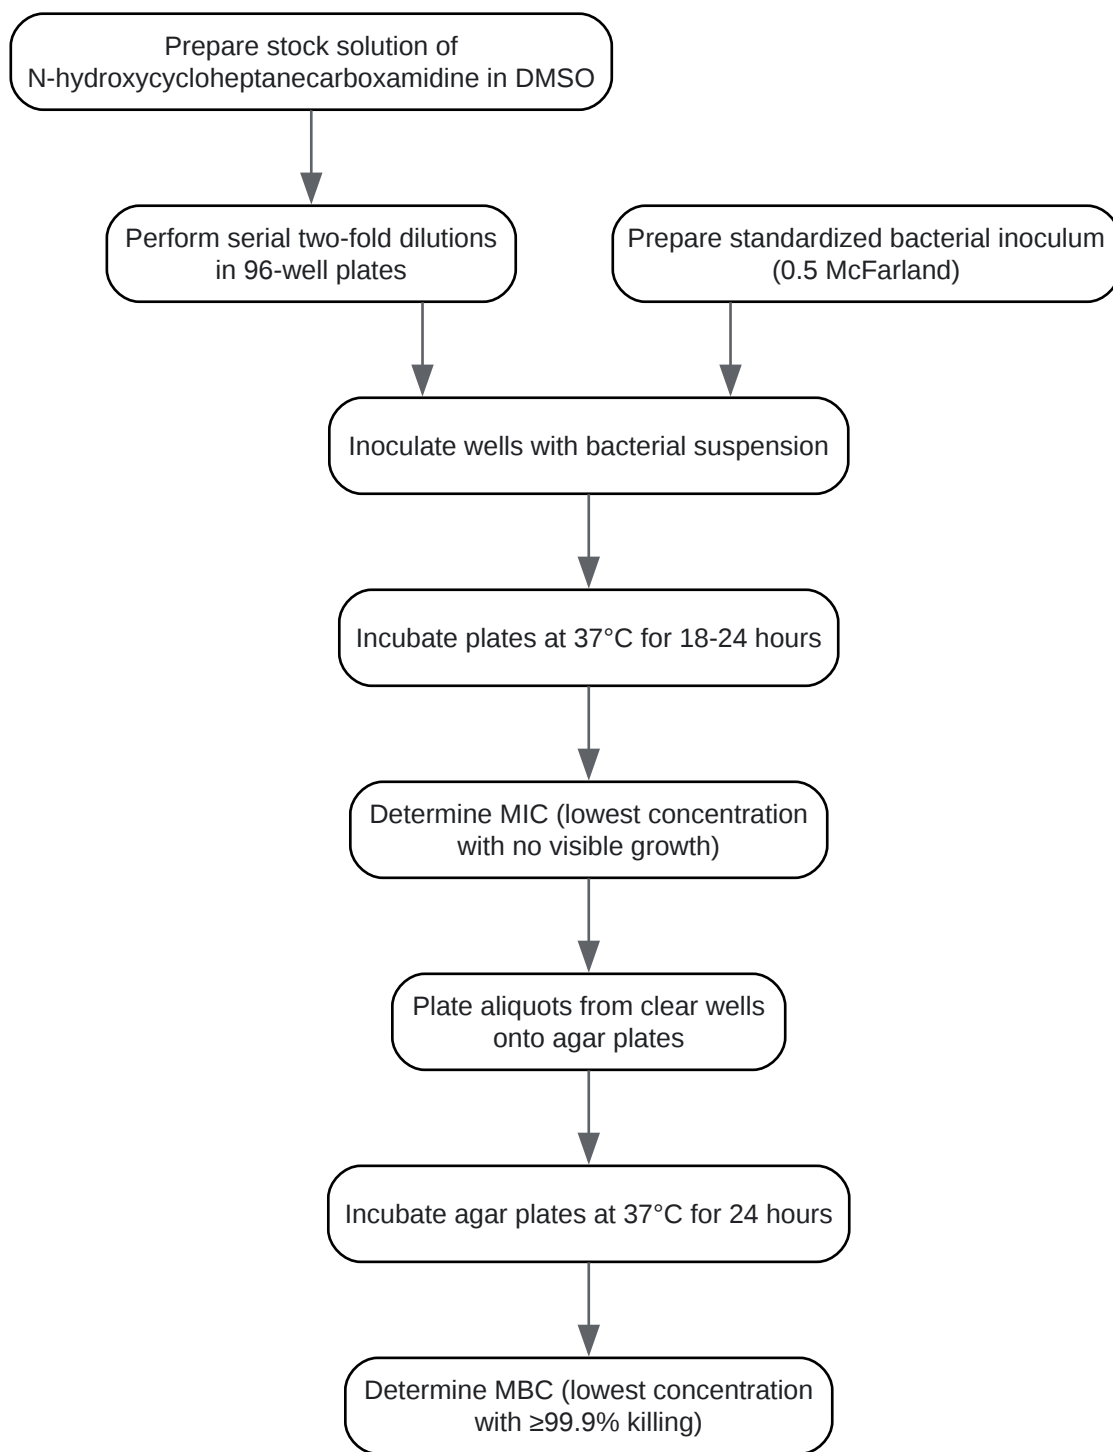 Prepare stock solution of
N-hydroxycycloheptanecarboxamidine in DMSO
Perform serial two-fold dilutions
in 96-well plates
Prepare standardized bacterial inoculum
(0.5 McFarland)
Inoculate wells with bacterial suspension
Incubate plates at 37°C for 18-24 hours
Determine MIC (lowest concentration
with no visible growth)
Plate aliquots from clear wells
onto agar plates
Incubate agar plates at 37°C for 24 hours
Determine MBC (lowest concentration
with ≥99.9% killing)